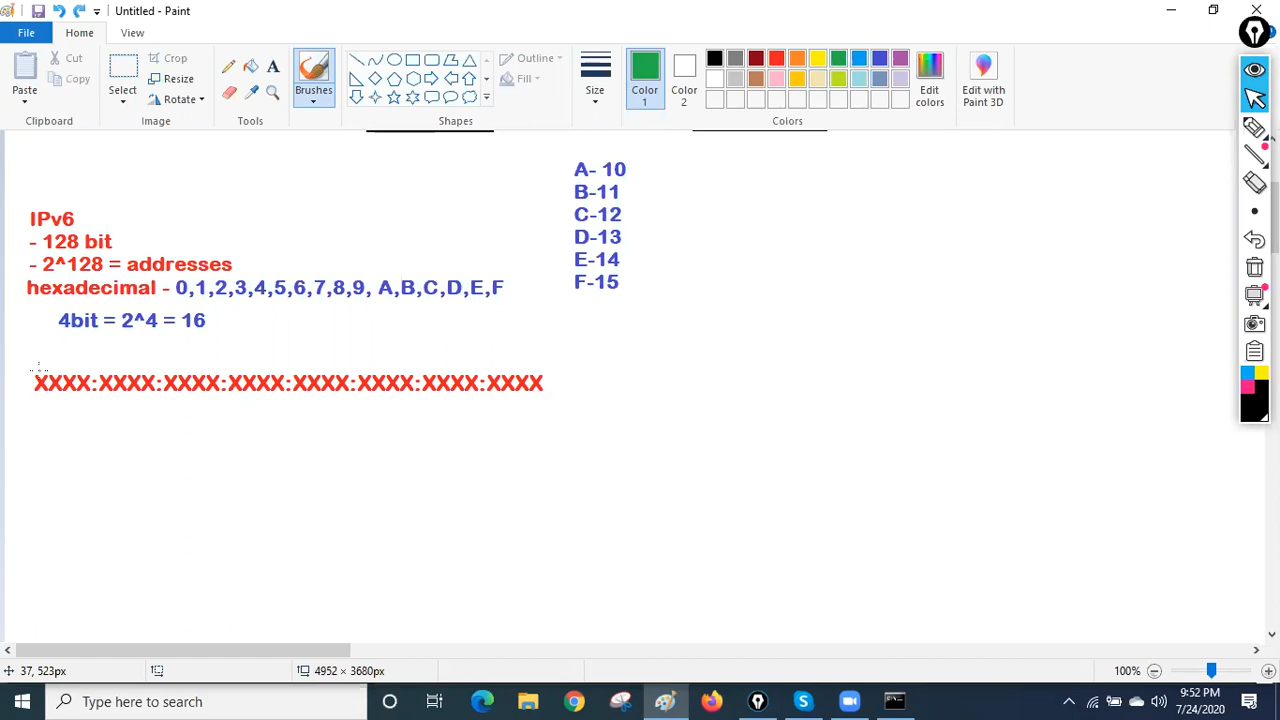 Untitled - Paint
File
Home
View
Paste
Cut
Copy
Clipboard
Select
Crop
Resize
Rotate
Image
Tools
Brushes
Shapes
Outline
Fill
Size
Color 1
Color 2
Edit colors
Edit with Paint 3D
Colors
A- 10
B-11
C-12
D-13
E-14
F-15
IPv6
- 128 bit
- 2^128 = addresses
hexadecimal - 0,1,2,3,4,5,6,7,8,9, A,B,C,D,E,F
4bit = 2^4 = 16
XXXX:XXXX:XXXX:XXXX:XXXX:XXXX:XXXX:XXXX
37, 523px
4952 × 3680px
100%
Type here to search
9:52 PM
7/24/2020